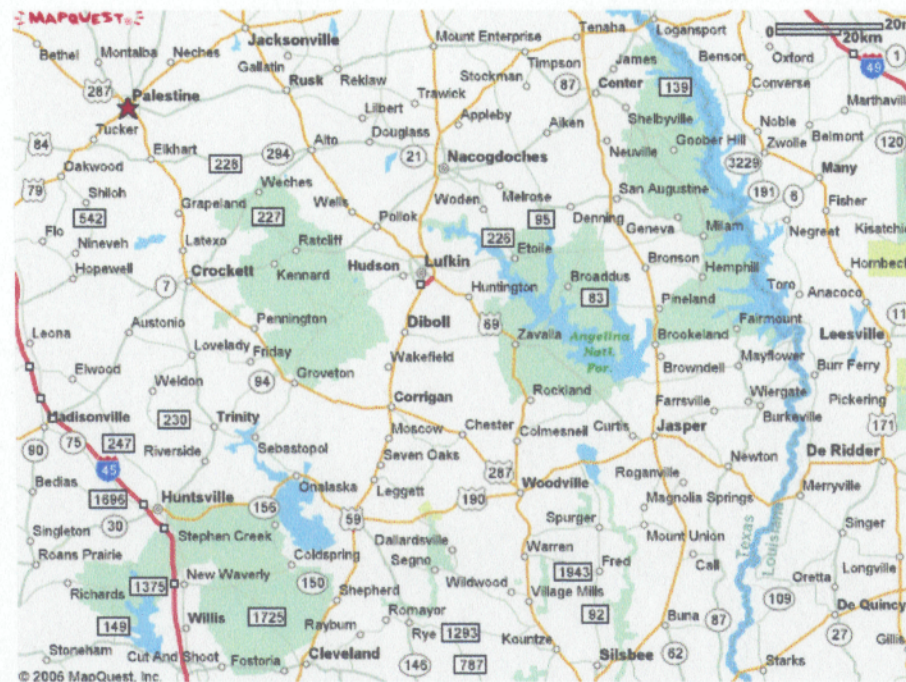 MAPQUEST
20m
20km
Bethel
Montalba
Neches
Jacksonville
Mount Enterprise
Tenaha
Logansport
Benson
Oxford
1
49
Gallatin
Rusk
Reklaw
Stockman
Timpson
James
139
Converse
287
Palestine
Trawick
87
Center
Marthavill
Tucker
Lilbert
Appleby
Shelbyville
Noble
Belmont
84
Alto
Douglass
Aiken
Goober Hill
Zwolle
120
Elkhart
228
294
21
Nacogdoches
Neuville
3229
Many
Oakwood
79
Shiloh
Weches
Melrose
San Augustine
191
6
542
Grapeland
227
Wells
Woden
95
Denning
Fisher
Flo
Pollok
226
Geneva
Milam
Negreet
Kisatchie
Nineveh
Latexo
Ratcliff
Etoile
Hopewell
Crockett
Kennard
Hudson
Lufkin
Broaddus
Bronson
Hemphill
Hornbeck
7
Huntington
83
Pineland
Toro
Anacoco
11
Leona
Austonio
Pennington
Diboll
69
Zavalla
Angelina
Natl.
For.
Brookeland
Fairmount
Leesville
Lovelady
Friday
Wakefield
Mayflower
Burr Ferry
Elwood
Weldon
94
Groveton
Browndell
Rockland
Wiergate
Pickering
230
Trinity
Corrigan
Farrsville
Burkeville
Madisonville
75
247
Moscow
Chester
Colmesneil
Curtis
Jasper
171
90
Riverside
Sebastopol
Seven Oaks
De Ridder
45
Newton
Bedias
1696
Onalaska
Leggett
287
Roganville
Huntsville
156
190
Woodville
Magnolia Springs
Merryville
30
59
Singleton
Stephen Creek
Dallardsville
Spurger
Mount Union
Singer
Texas
Louisiana
Roans Prairie
Coldspring
Segno
Warren
Fred
Call
Longville
1375
New Waverly
150
Wildwood
1943
Oretta
Richards
Shepherd
Village Mills
109
149
Willis
1725
Romayor
92
De Quincy
Rayburn
Rye
1293
Kountze
Buna
87
27
Stoneham
Cut And Shoot
Fostoria
Cleveland
146
787
Silsbee
62
Starks
Gillis
© 2006 MapQuest, Inc.